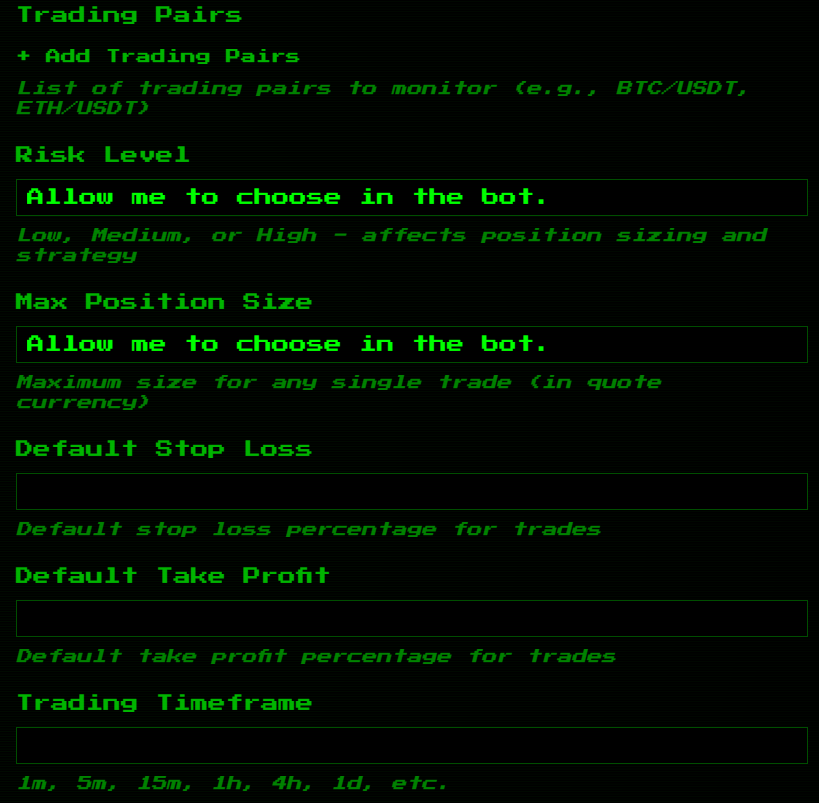 Trading Pairs
+ Add Trading Pairs
List of trading pairs to monitor (e.g., BTC/USDT,
ETH/USDT)
Risk Level
Allow me to choose in the bot.
Low, Medium, or High - affects position sizing and
strategy
Max Position Size
Allow me to choose in the bot.
Maximum size for any single trade (in quote
currency)
Default Stop Loss
Default stop loss percentage for trades
Default Take Profit
Default take profit percentage for trades
Trading Timeframe
1m, 5m, 15m, 1h, 4h, 1d, etc.